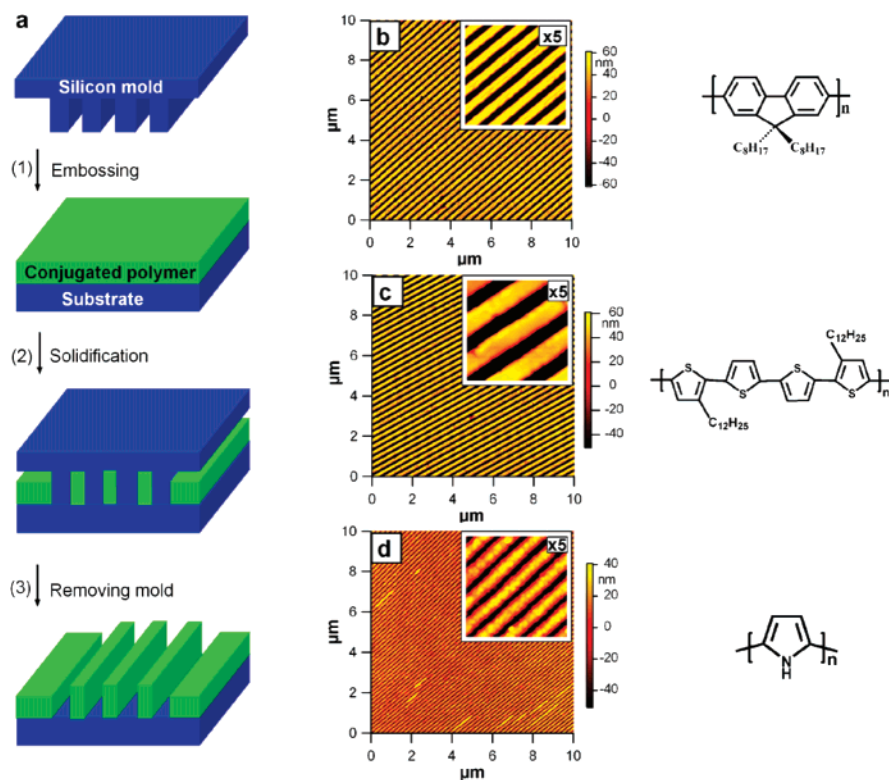 a
Silicon mold
(1) Embossing
Conjugated polymer
Substrate
(2) Solidification
(3) Removing mold
b
x5
10
8
6
4
2
0
µm
0 2 4 6 8 10
µm
60
nm
40
20
0
-20
-40
-60
[ ]n
C8H17 C8H17
c
x5
10
8
6
4
2
0
µm
0 2 4 6 8 10
µm
60
nm
40
20
0
-20
-40
C12H25
S S
[ ]n
S S
C12H25
d
x5
10
8
6
4
2
0
µm
0 2 4 6 8 10
µm
40
nm
20
0
-20
-40
[ ]n
N
H